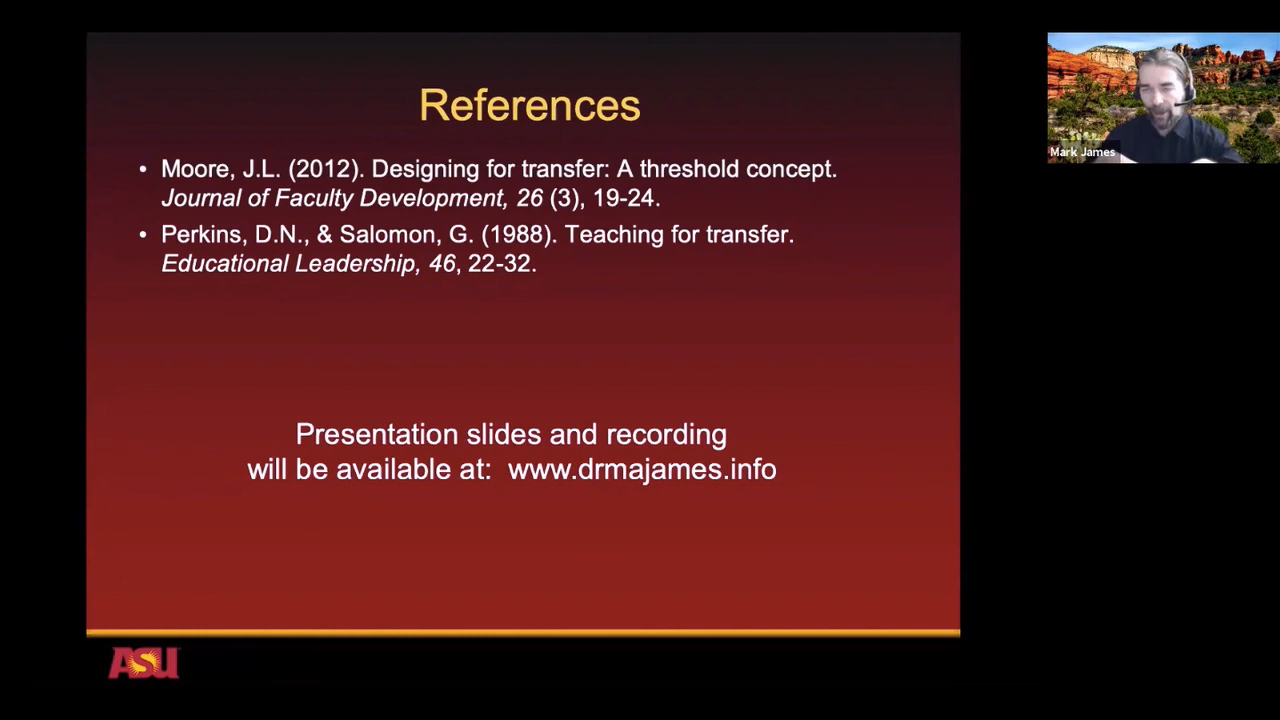 References
• Moore, J.L. (2012). Designing for transfer: A threshold concept.
Journal of Faculty Development, 26 (3), 19-24.
• Perkins, D.N., & Salomon, G. (1988). Teaching for transfer.
Educational Leadership, 46, 22-32.
Presentation slides and recording
will be available at: www.drmajames.info
ASU
Mark James